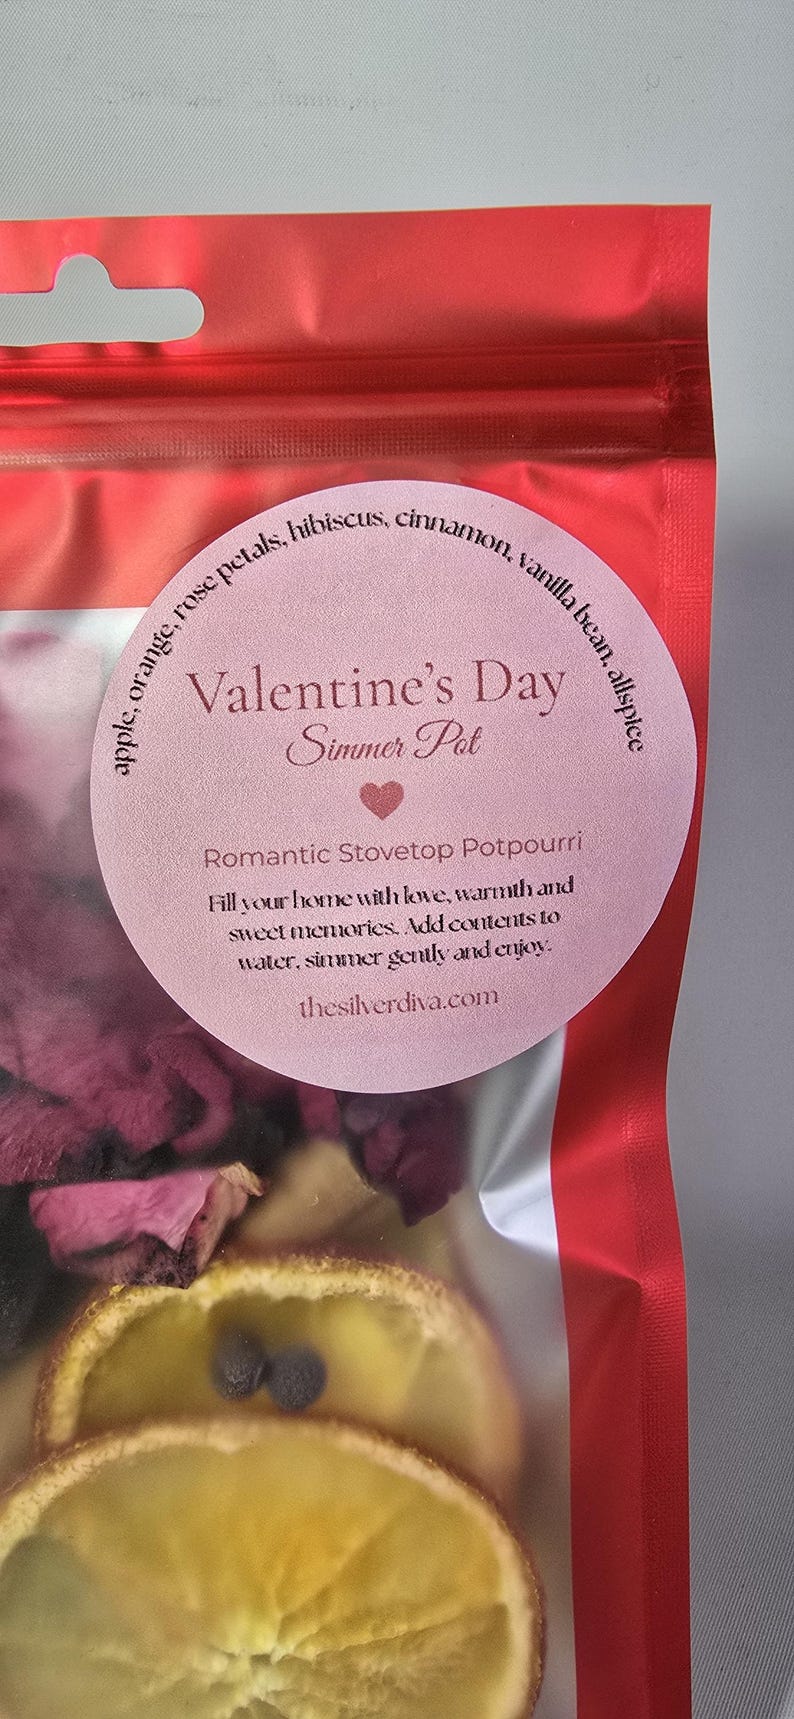 apple, orange, rose petals, hibiscus, cinnamon, vanilla bean, allspice
Valentine's Day
Simmer Pot
Romantic Stovetop Potpourri
Fill your home with love, warmth and
sweet memories. Add contents to
water, simmer gently and enjoy.
thesilverdiva.com